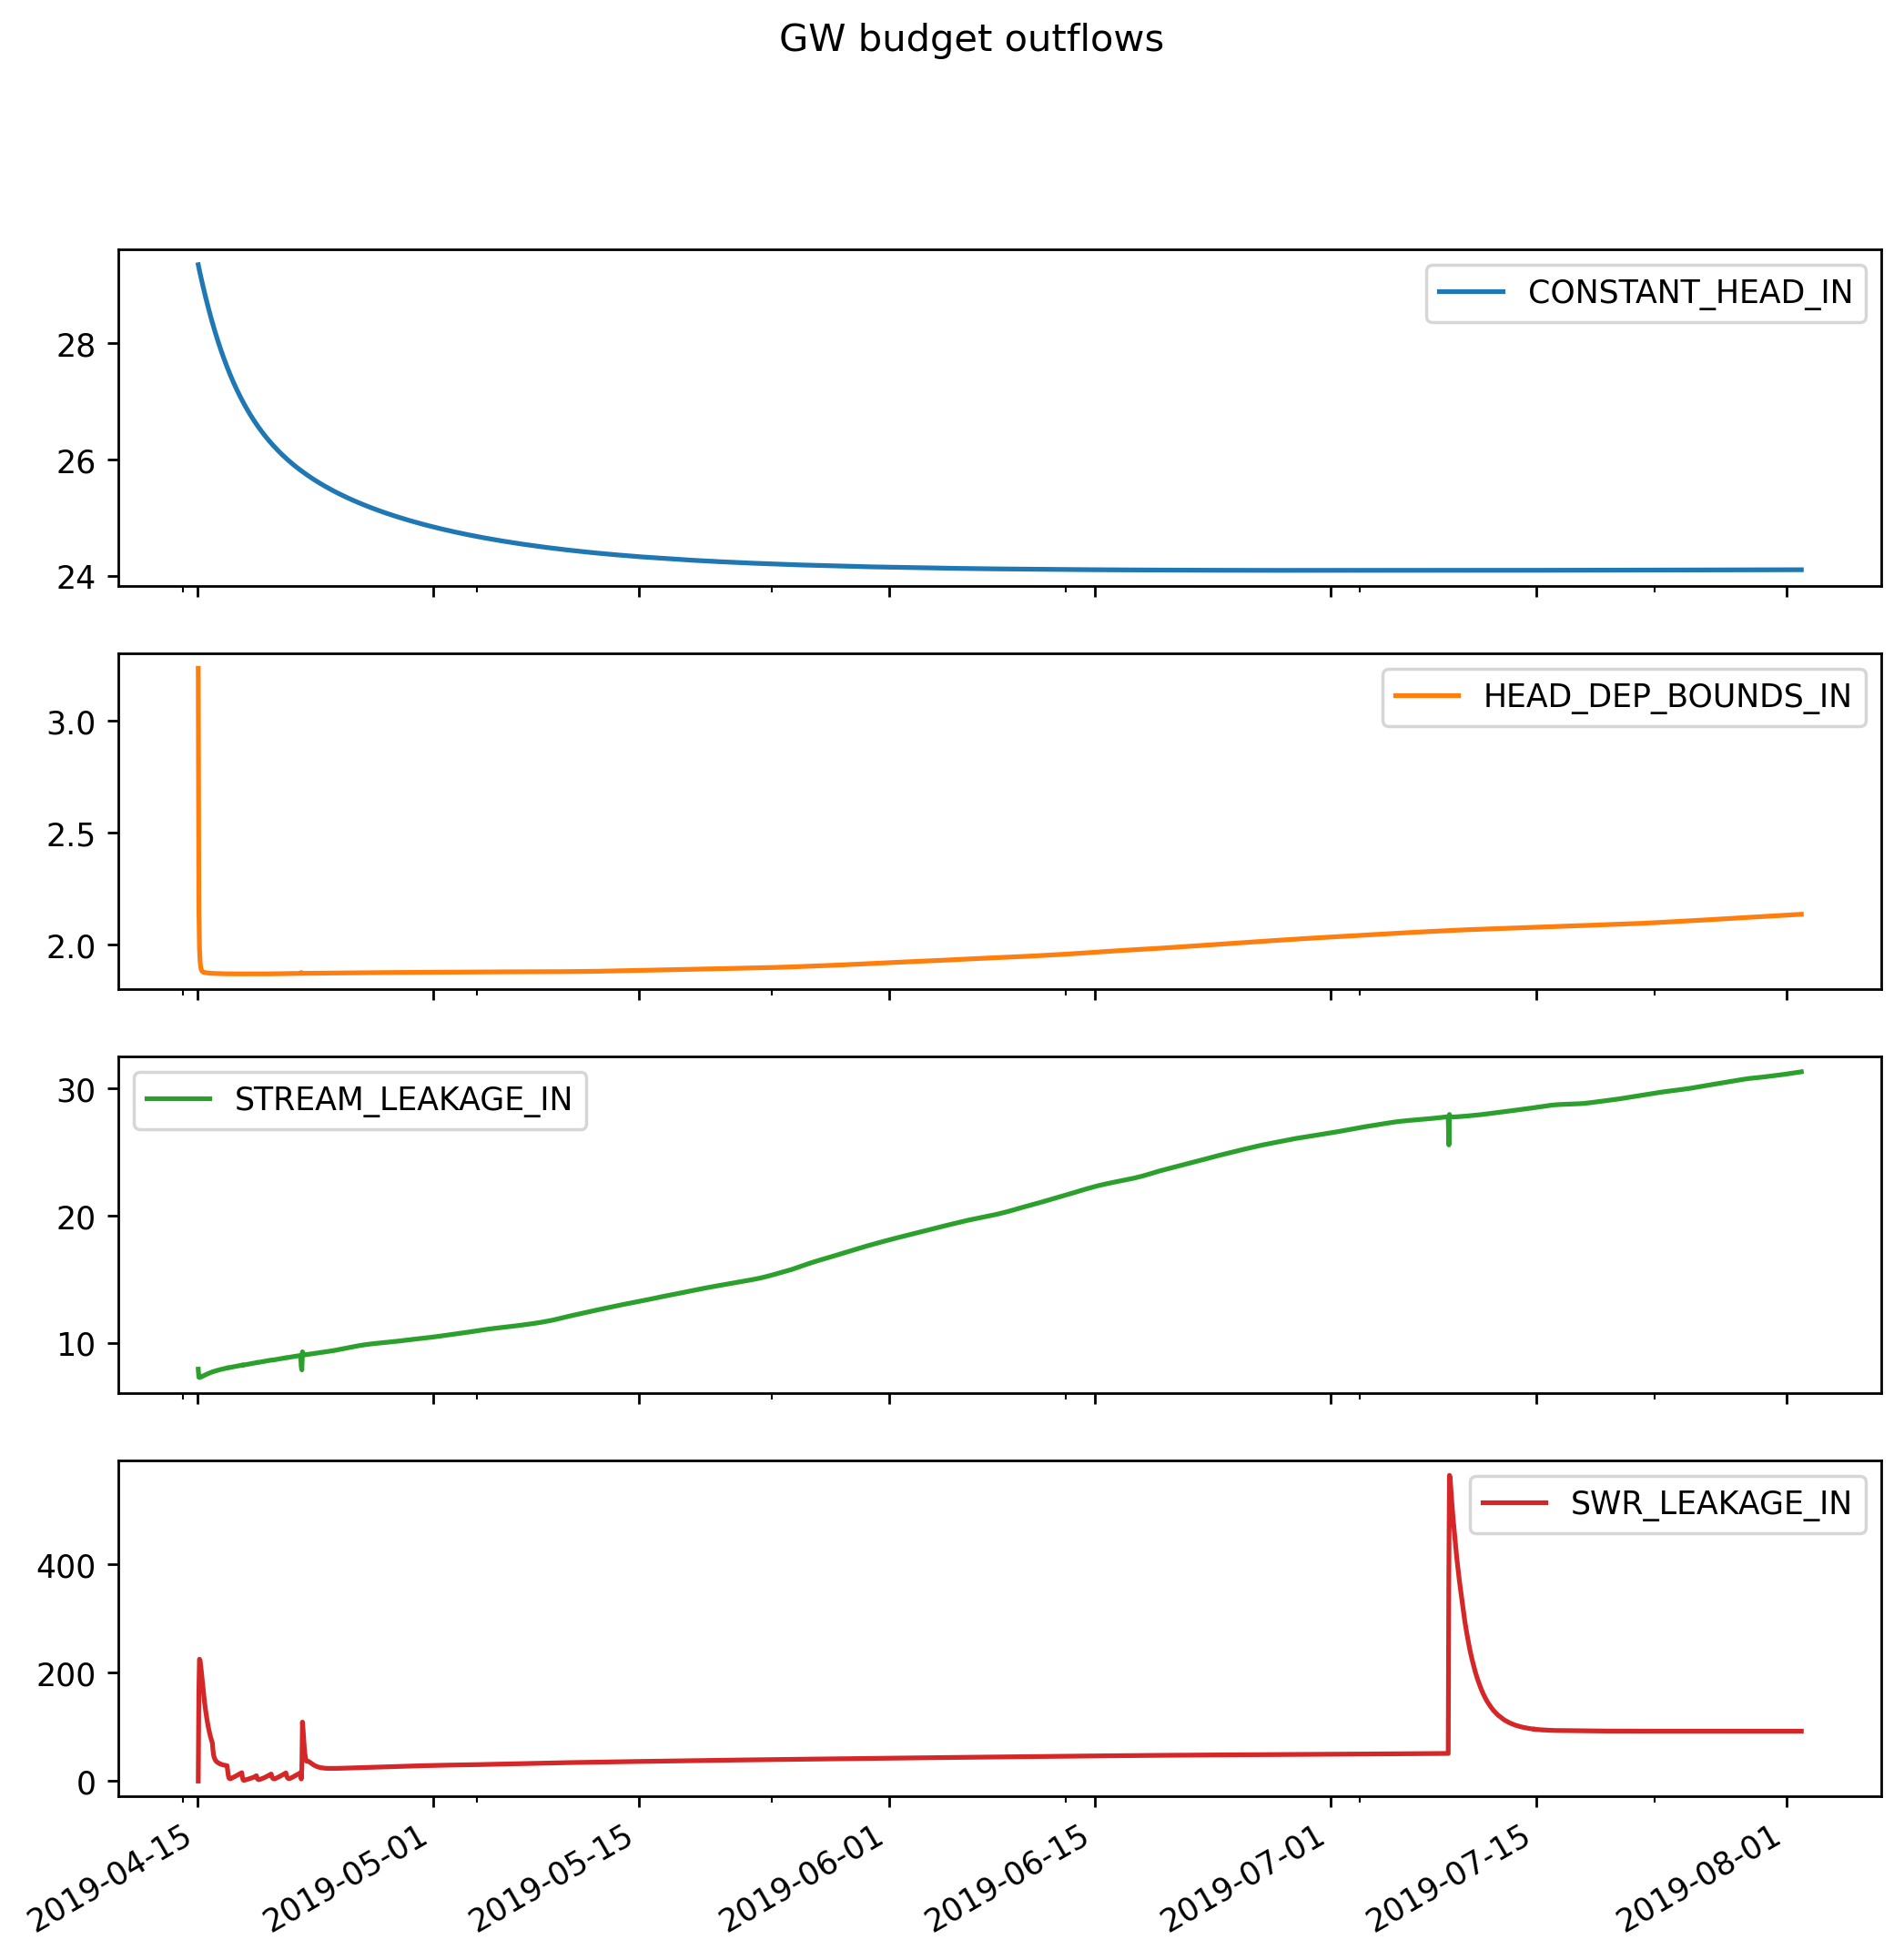 GW budget outflows
CONSTANT_HEAD_IN
28
26
24
HEAD_DEP_BOUNDS_IN
3.0
2.5
2.0
STREAM_LEAKAGE_IN
30
20
10
SWR_LEAKAGE_IN
400
200
0
2019-04-15 2019-05-01 2019-05-15 2019-06-01 2019-06-15 2019-07-01 2019-07-15 2019-08-01